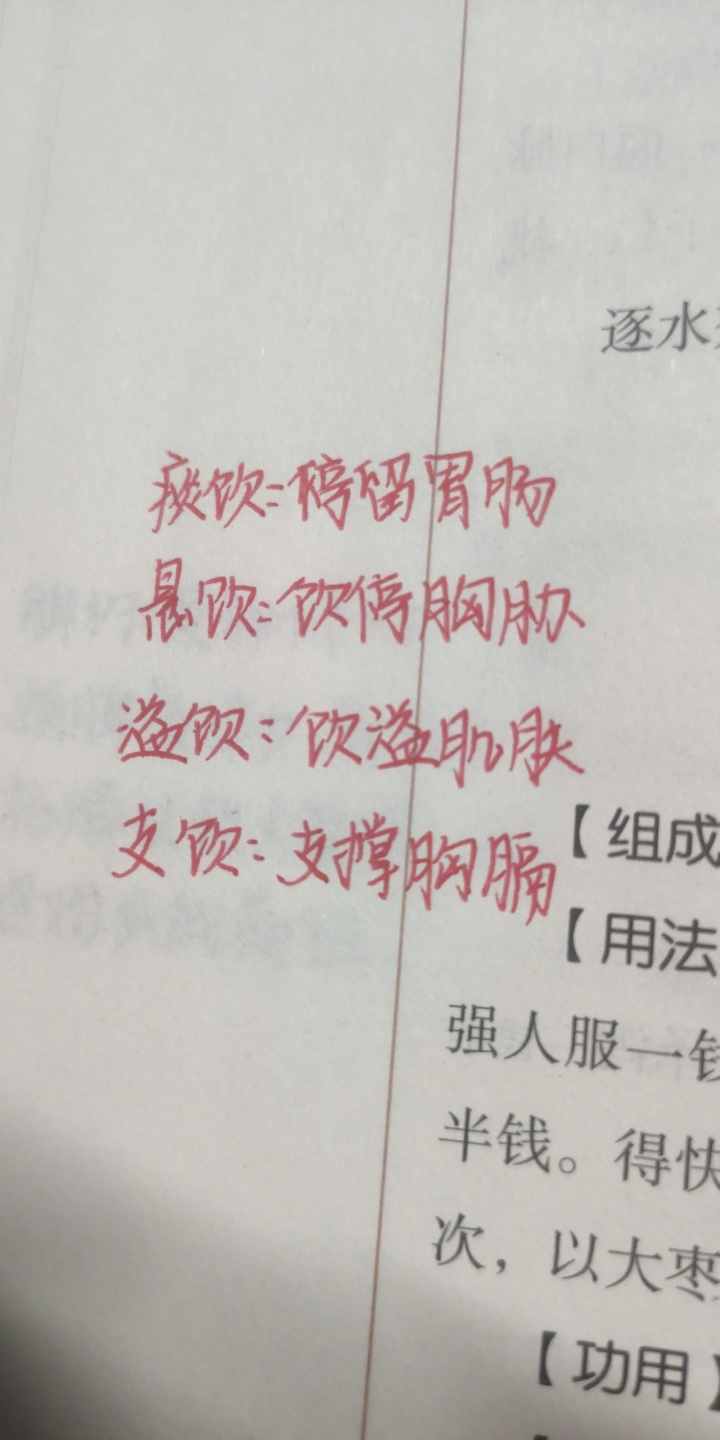 逐水
痰饮:停留胃肠
悬饮:饮停胸胁
溢饮:饮溢肌肤
支饮:支撑胸膈
【组成
【用法
强人服一钱
半钱。得快
次，以大枣
【功用】